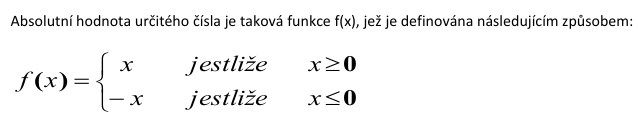 Absolutní hodnota určitého čísla je taková funkce f(x), jež je definována následujícím způsobem:
f(x) = { x jestliže x ≥ 0
− x jestliže x ≤ 0